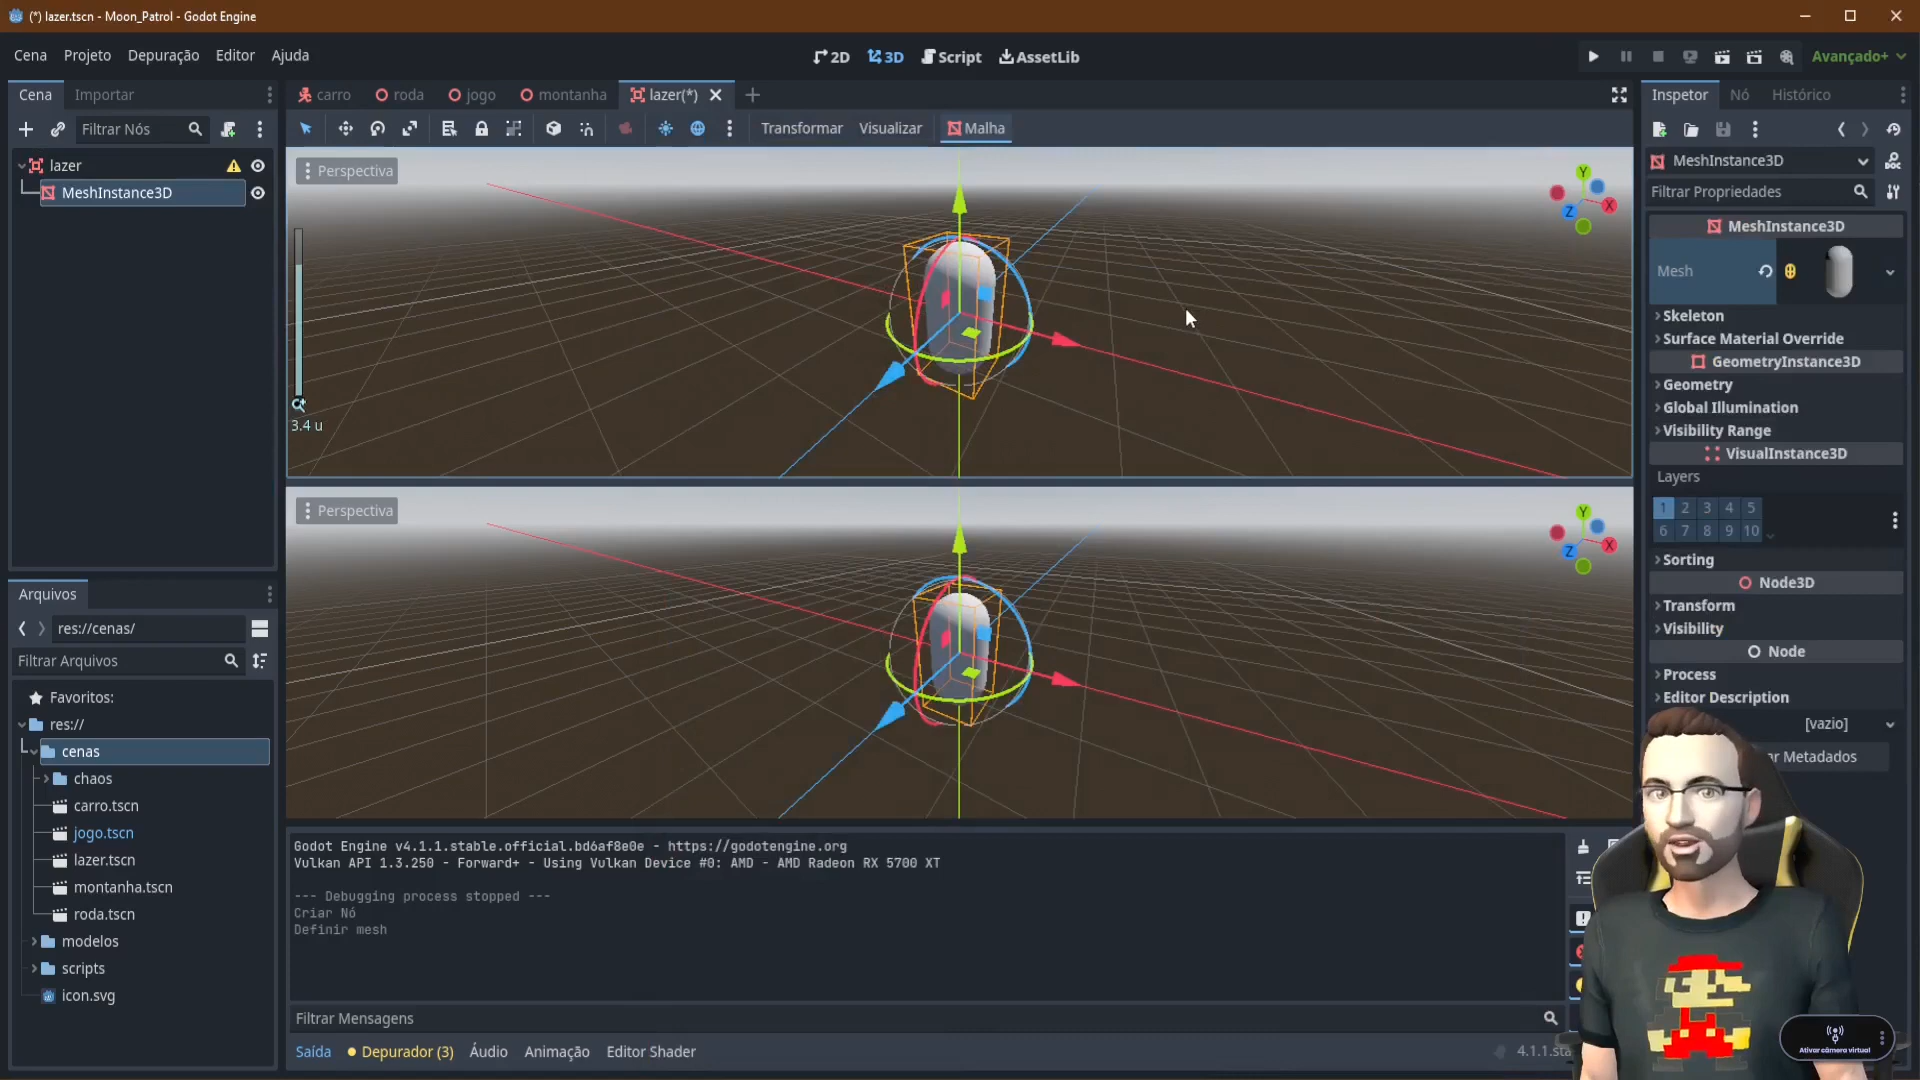 (*) lazer.tscn - Moon_Patrol - Godot Engine
Cena Projeto Depuração Editor Ajuda
2D 3D Script AssetLib
Avançado+
Cena Importar
carro roda jogo montanha lazer(*)
Inspetor Nó Histórico
Filtrar Nós
Transformar Visualizar Malha
lazer
MeshInstance3D
Perspectiva
Y
Z X
3.4 u
Perspectiva
Y
Z X
MeshInstance3D
Filtrar Propriedades
MeshInstance3D
Mesh
Skeleton
Surface Material Override
GeometryInstance3D
Geometry
Global Illumination
Visibility Range
VisualInstance3D
Layers
1 2 3 4 5
6 7 8 9 10
Sorting
Node3D
Transform
Visibility
Node
Process
Editor Description
[vazio]
Metadados
Arquivos
res://cenas/
Filtrar Arquivos
Favoritos:
res://
cenas
chaos
carro.tscn
jogo.tscn
lazer.tscn
montanha.tscn
roda.tscn
modelos
scripts
icon.svg
Godot Engine v4.1.1.stable.official.bd6af8e0e - https://godotengine.org
Vulkan API 1.3.250 - Forward+ - Using Vulkan Device #0: AMD - AMD Radeon RX 5700 XT
--- Debugging process stopped ---
Criar Nó
Definir mesh
Filtrar Mensagens
Saída Depurador (3) Áudio Animação Editor Shader
4.1.1.sta
Ativar câmera virtual